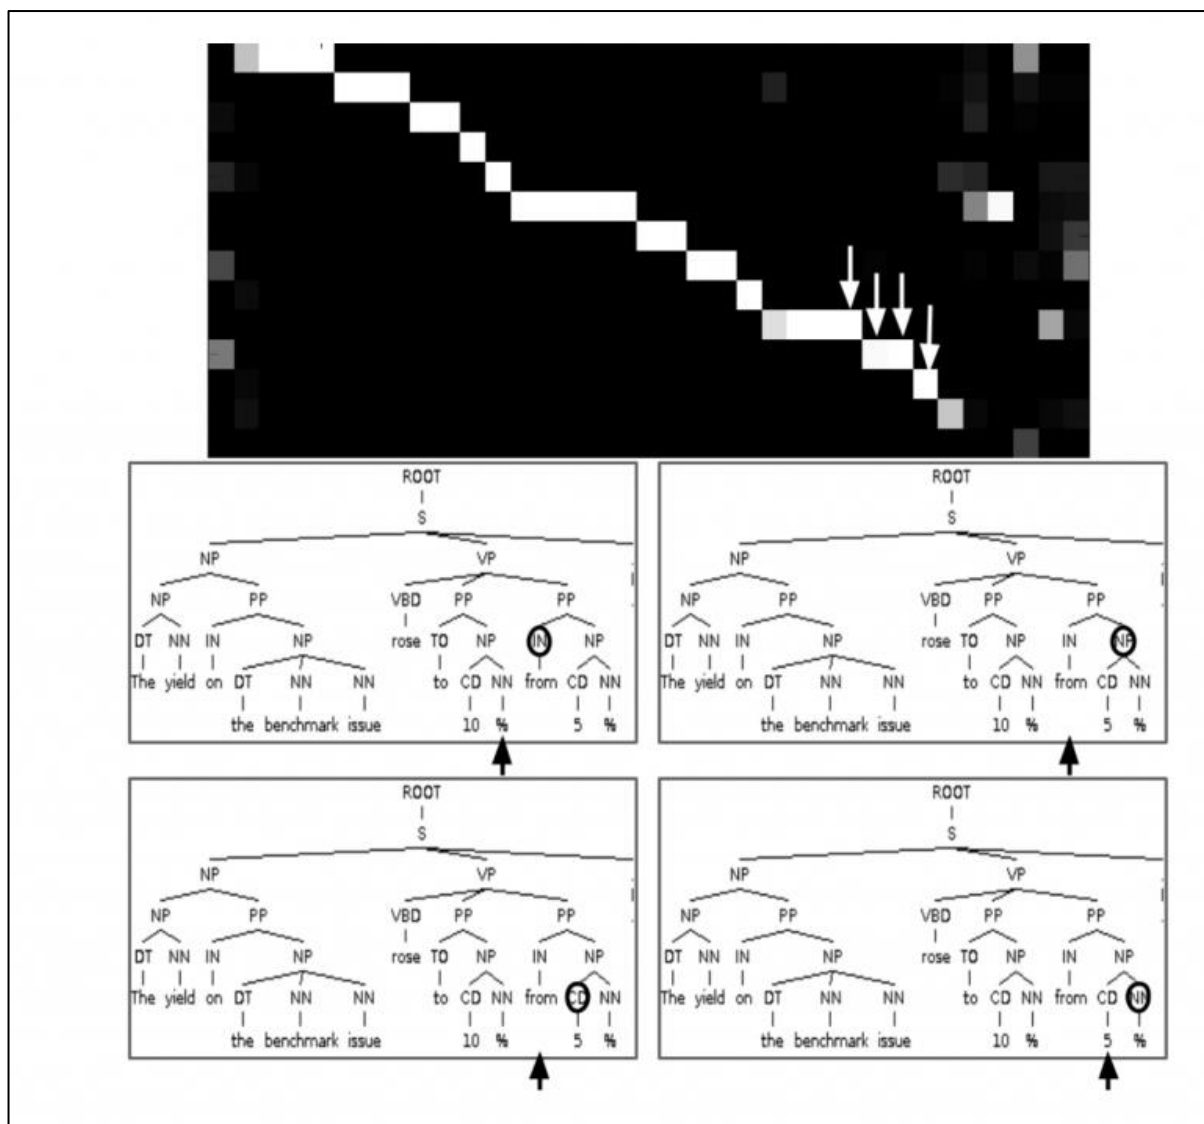 ROOT
S
NP VP
NP PP VBD PP PP
DT NN IN NP rose TO NP IN NP
The yield on DT NN NN to CD NN from CD NN
the benchmark issue 10 % 5 %
ROOT
S
NP VP
NP PP VBD PP PP
DT NN IN NP rose TO NP IN NP
The yield on DT NN NN to CD NN from CD NN
the benchmark issue 10 % 5 %
ROOT
S
NP VP
NP PP VBD PP PP
DT NN IN NP rose TO NP IN NP
The yield on DT NN NN to CD NN from CD NN
the benchmark issue 10 % 5 %
ROOT
S
NP VP
NP PP VBD PP PP
DT NN IN NP rose TO NP IN NP
The yield on DT NN NN to CD NN from CD NN
the benchmark issue 10 % 5 %